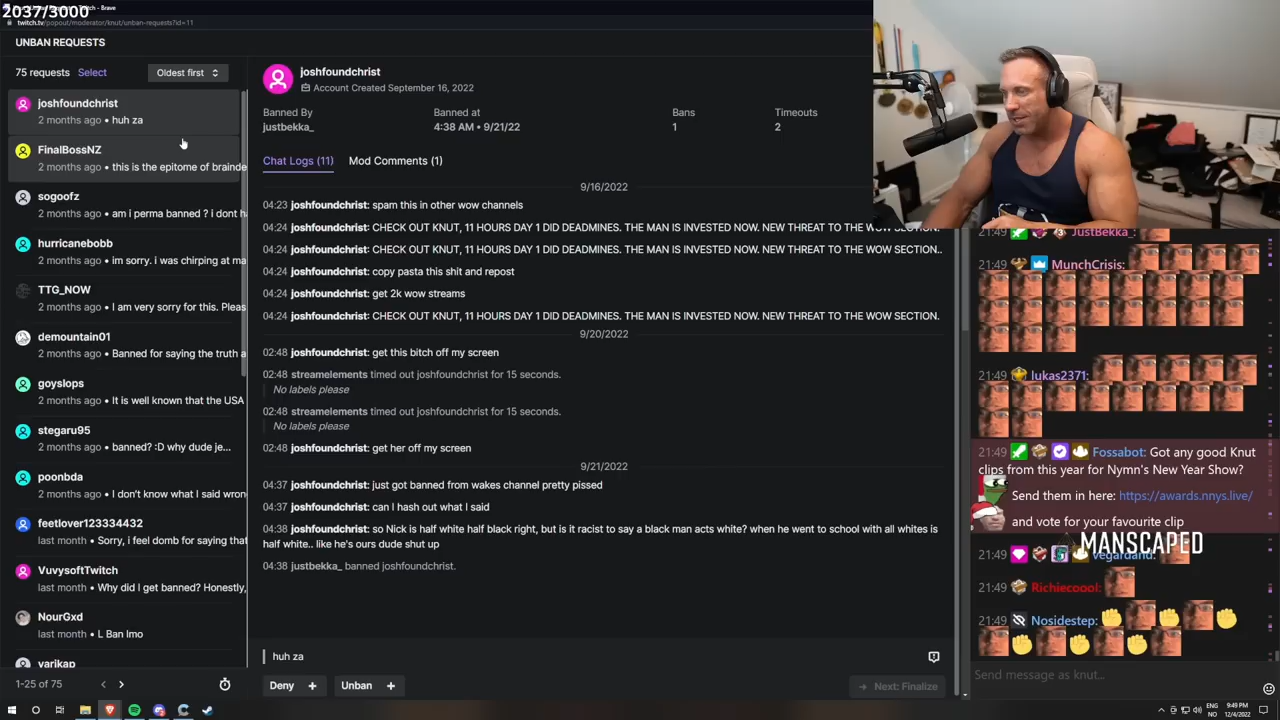 2037/3000
Twitch - Brave
twitch.tv/popout/moderator/knut/unban-requests?id=11
UNBAN REQUESTS
75 requests Select Oldest first
joshfoundchrist
2 months ago • huh za
FinalBossNZ
2 months ago • this is the epitome of brainde
sogoofz
2 months ago • am i perma banned ? i dont h
hurricanebobb
2 months ago • im sorry. i was chirping at ma
TTG_NOW
2 months ago • I am very sorry for this. Pleas
demountain01
2 months ago • Banned for saying the truth a
goyslops
2 months ago • It is well known that the USA
stegaru95
2 months ago • banned? :D why dude je...
poonbda
2 months ago • I don't know what I said wron
feetlover123334432
last month • Sorry, i feel domb for saying that
VuvysoftTwitch
last month • Why did I get banned? Honestly,
NourGxd
last month • L Ban lmo
varikap
1-25 of 75
joshfoundchrist
Account Created September 16, 2022
Banned By Banned at Bans Timeouts
justbekka_ 4:38 AM • 9/21/22 1 2
Chat Logs (11) Mod Comments (1)
9/16/2022
04:23 joshfoundchrist: spam this in other wow channels
04:24 joshfoundchrist: CHECK OUT KNUT, 11 HOURS DAY 1 DID DEADMINES. THE MAN IS INVESTED NOW. NEW THREAT TO THE WOW SECTION.
04:24 joshfoundchrist: CHECK OUT KNUT, 11 HOURS DAY 1 DID DEADMINES. THE MAN IS INVESTED NOW. NEW THREAT TO THE WOW SECTION..
04:24 joshfoundchrist: copy pasta this shit and repost
04:24 joshfoundchrist: get 2k wow streams
04:24 joshfoundchrist: CHECK OUT KNUT, 11 HOURS DAY 1 DID DEADMINES. THE MAN IS INVESTED NOW. NEW THREAT TO THE WOW SECTION.
9/20/2022
02:48 joshfoundchrist: get this bitch off my screen
02:48 streamelements timed out joshfoundchrist for 15 seconds.
No labels please
02:48 streamelements timed out joshfoundchrist for 15 seconds.
No labels please
02:48 joshfoundchrist: get her off my screen
9/21/2022
04:37 joshfoundchrist: just got banned from wakes channel pretty pissed
04:37 joshfoundchrist: can I hash out what I said
04:38 joshfoundchrist: so Nick is half white half black right, but is it racist to say a black man acts white? when he went to school with all whites is
half white.. like he's ours dude shut up
04:38 justbekka_ banned joshfoundchrist.
huh za
Deny + Unban + Next: Finalize
21:49 JustBekka_:
21:49 MunchCrisis:
21:49 lukas2371:
21:49 Fossabot: Got any good Knut
clips from this year for Nymn's New Year Show?
Send them in here: https://awards.nnys.live/
and vote for your favourite clip
MANSCAPED
21:49 vegardand:
21:49 Richiecoool:
21:49 Nosidestep:
Send message as knut...
ENG 9:49 PM
NO 12/4/2022